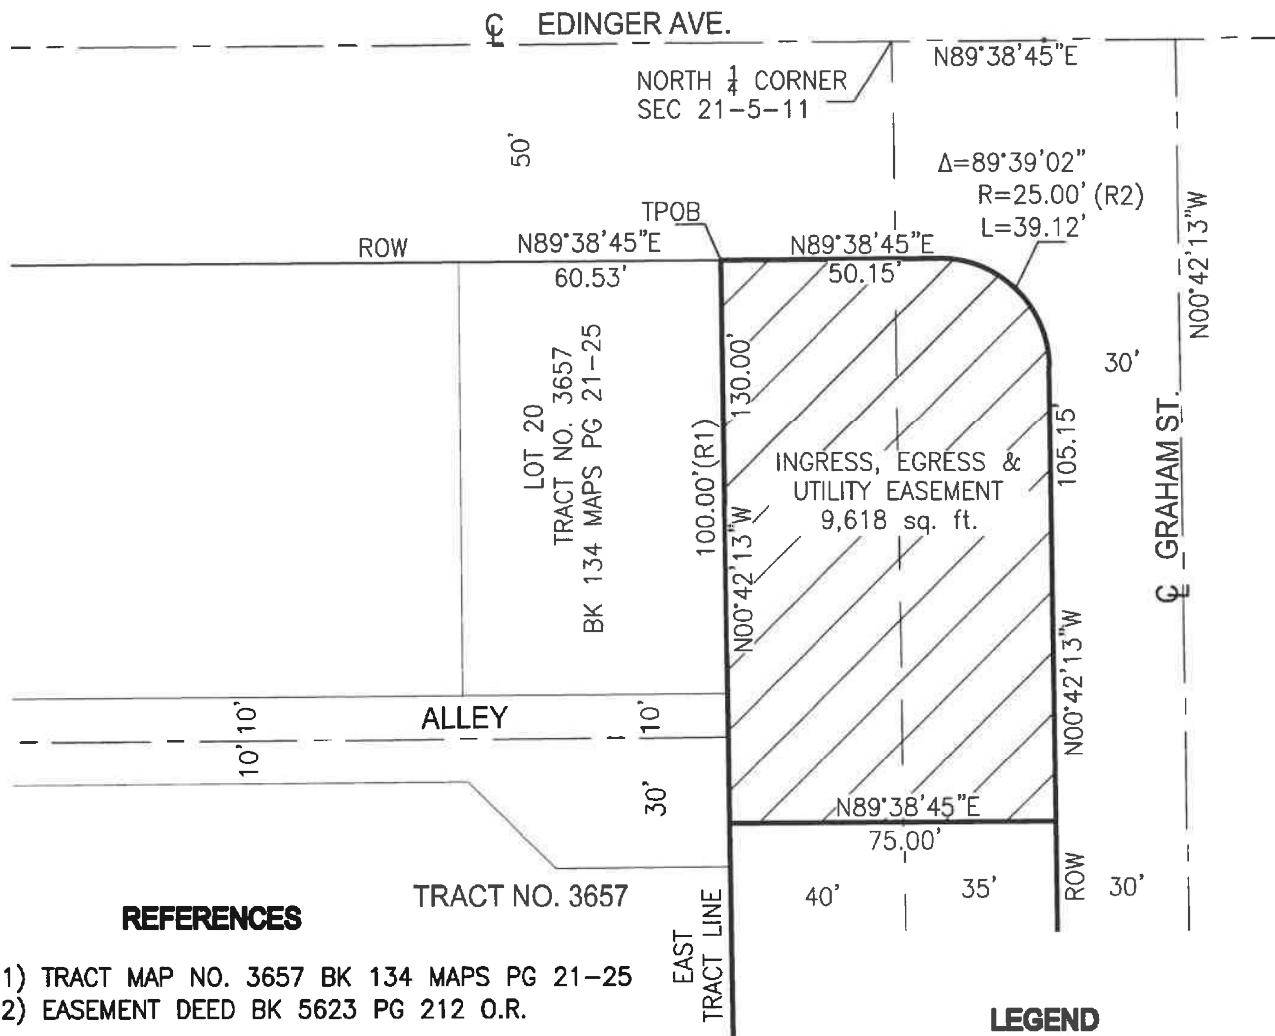 ℄ EDINGER AVE.
N89°38'45"E
NORTH 1/4 CORNER
SEC 21-5-11
50'
Δ=89°39'02"
R=25.00' (R2)
L=39.12'
TPOB
ROW
N89°38'45"E
60.53'
N89°38'45"E
50.15'
N00°42'13"W
30'
LOT 20
TRACT NO. 3657
BK 134 MAPS PG 21-25
100.00'(R1)
130.00'
N00°42'13"W
INGRESS, EGRESS &
UTILITY EASEMENT
9,618 sq. ft.
105.15'
℄ GRAHAM ST.
N00°42'13"W
10'
10'
ALLEY
10'
30'
N89°38'45"E
75.00'
40'
35'
ROW
30'
TRACT NO. 3657
EAST
TRACT LINE
REFERENCES
1) TRACT MAP NO. 3657 BK 134 MAPS PG 21-25
2) EASEMENT DEED BK 5623 PG 212 O.R.
LEGEND